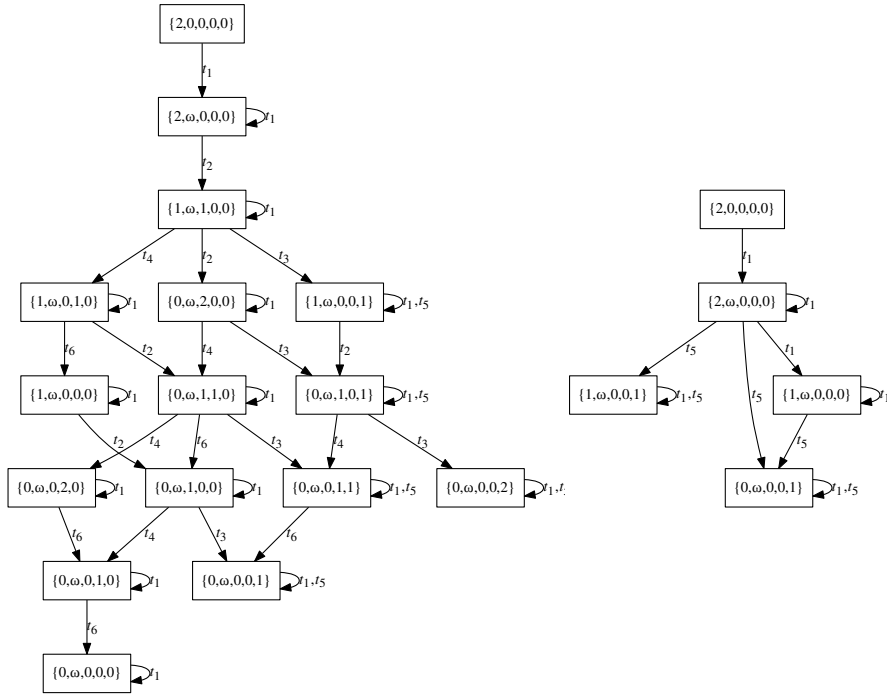 {2,0,0,0,0}
t1
{2,ω,0,0,0}
t1
t2
{1,ω,1,0,0}
t1
{2,0,0,0,0}
t4
t2
t3
t1
{1,ω,0,1,0}
t1
{0,ω,2,0,0}
t1
{1,ω,0,0,1}
t1,t5
{2,ω,0,0,0}
t1
t6
t2
t4
t3
t2
t5
t1
{1,ω,0,0,0}
t1
{0,ω,1,1,0}
t1
{0,ω,1,0,1}
t1,t5
{1,ω,0,0,1}
t1,t5
t5
{1,ω,0,0,0}
t1
t2
t4
t6
t3
t4
t3
t5
{0,ω,0,2,0}
t1
{0,ω,1,0,0}
t1
{0,ω,0,1,1}
t1,t5
{0,ω,0,0,2}
t1,t
{0,ω,0,0,1}
t1,t5
t6
t4
t3
t6
{0,ω,0,1,0}
t1
{0,ω,0,0,1}
t1,t5
t6
{0,ω,0,0,0}
t1